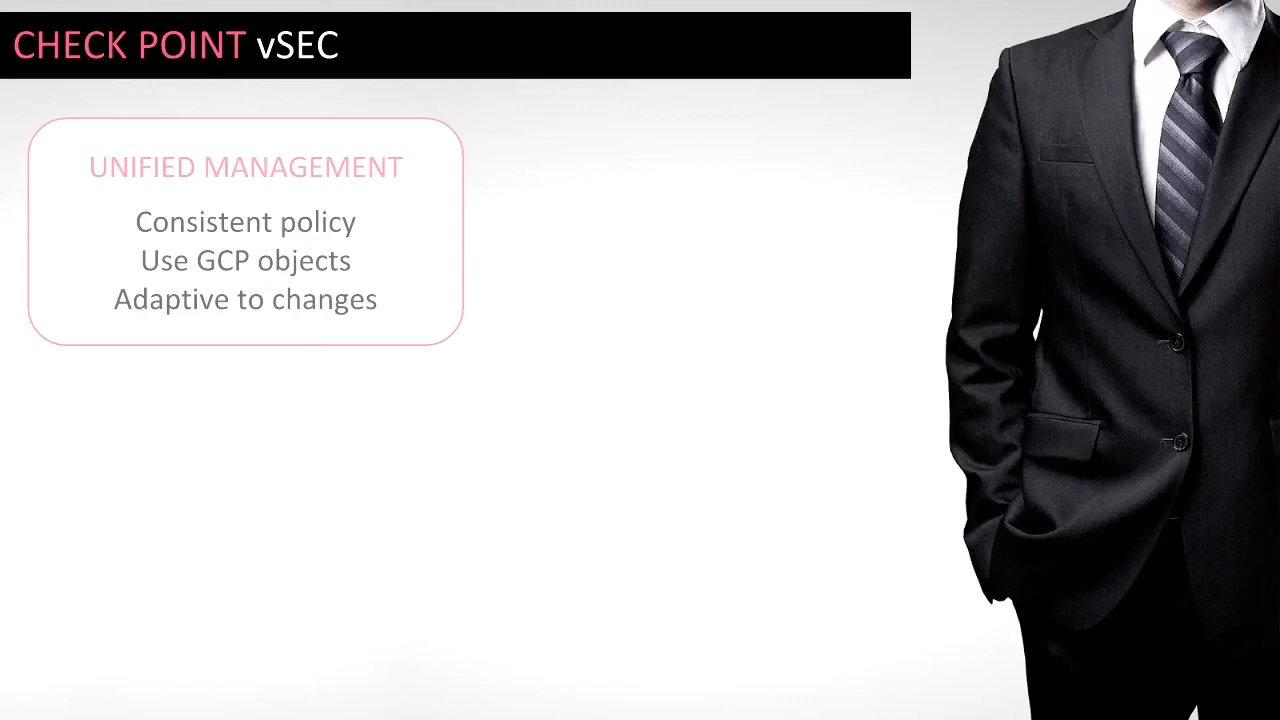 CHECK POINT vSEC
UNIFIED MANAGEMENT
Consistent policy
Use GCP objects
Adaptive to changes